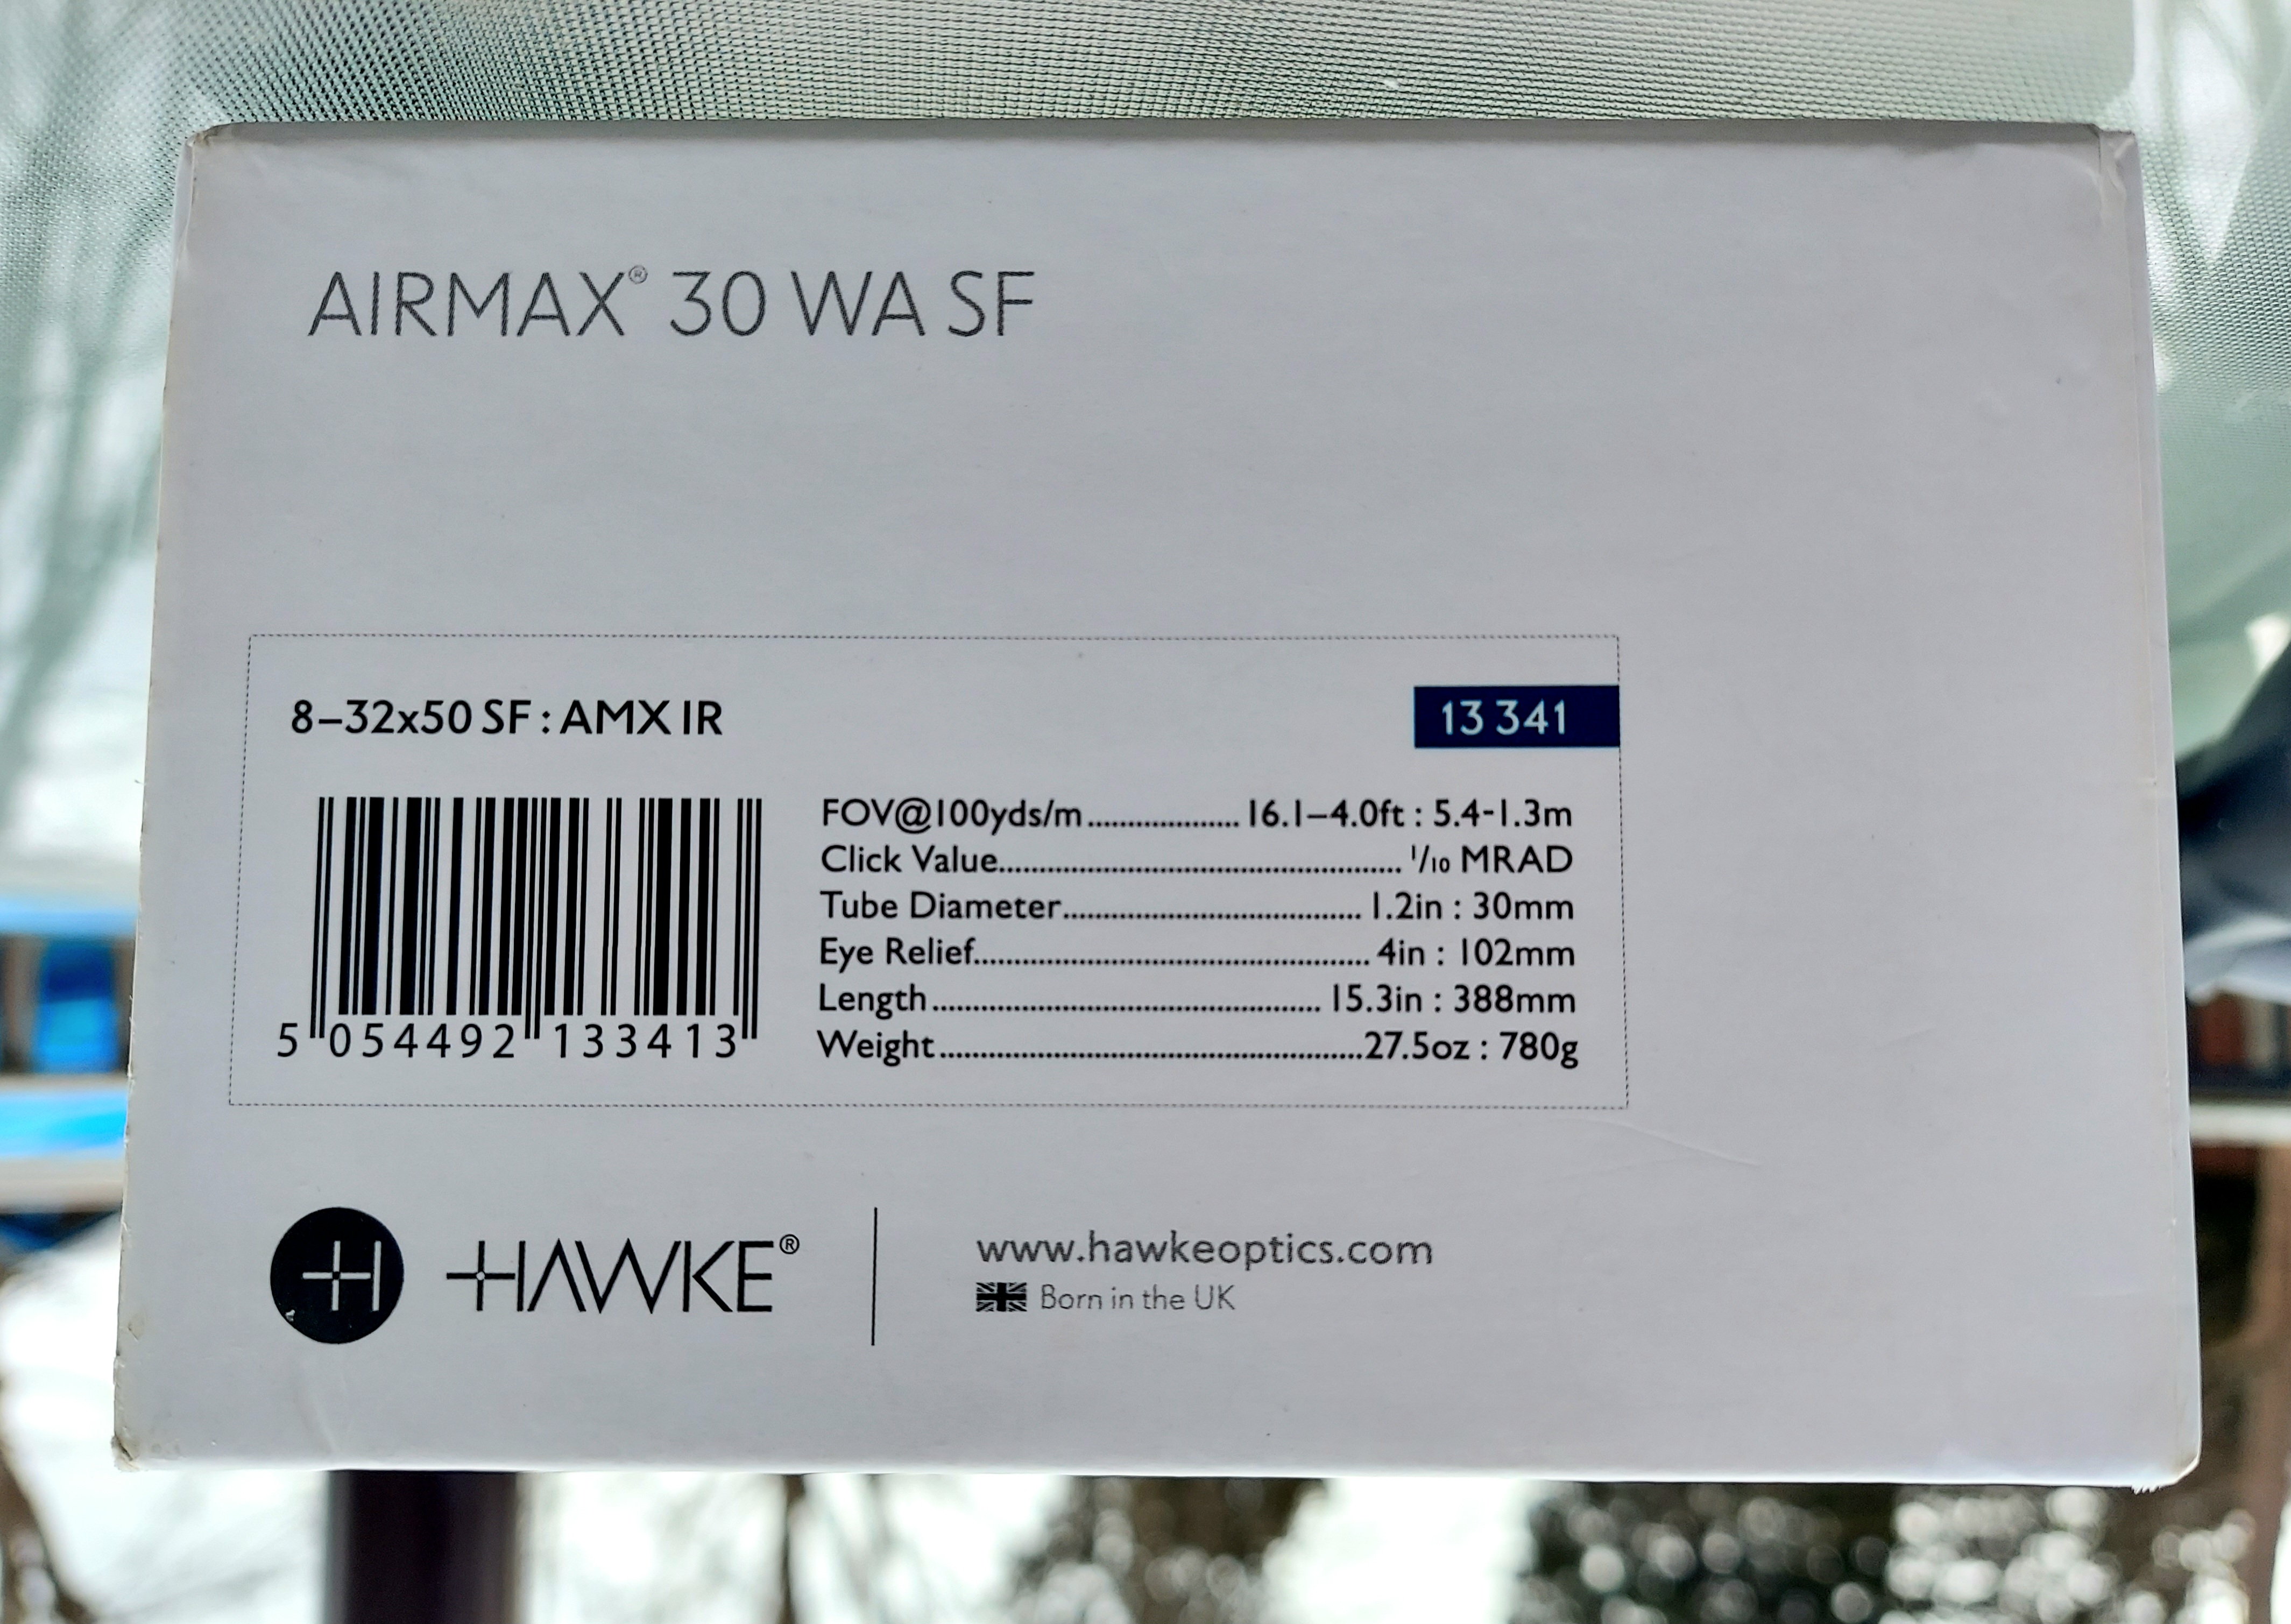 AIRMAX® 30 WA SF
8–32x50 SF : AMX IR
13 341
FOV@100yds/m.................... 16.1–4.0ft : 5.4-1.3m
Click Value.................................................... 1/10 MRAD
Tube Diameter...................................... 1.2in : 30mm
Eye Relief................................................... 4in : 102mm
Length.................................................. 15.3in : 388mm
Weight......................................................27.5oz : 780g
5 054492 133413
H HAWKE®
www.hawkeoptics.com
Born in the UK